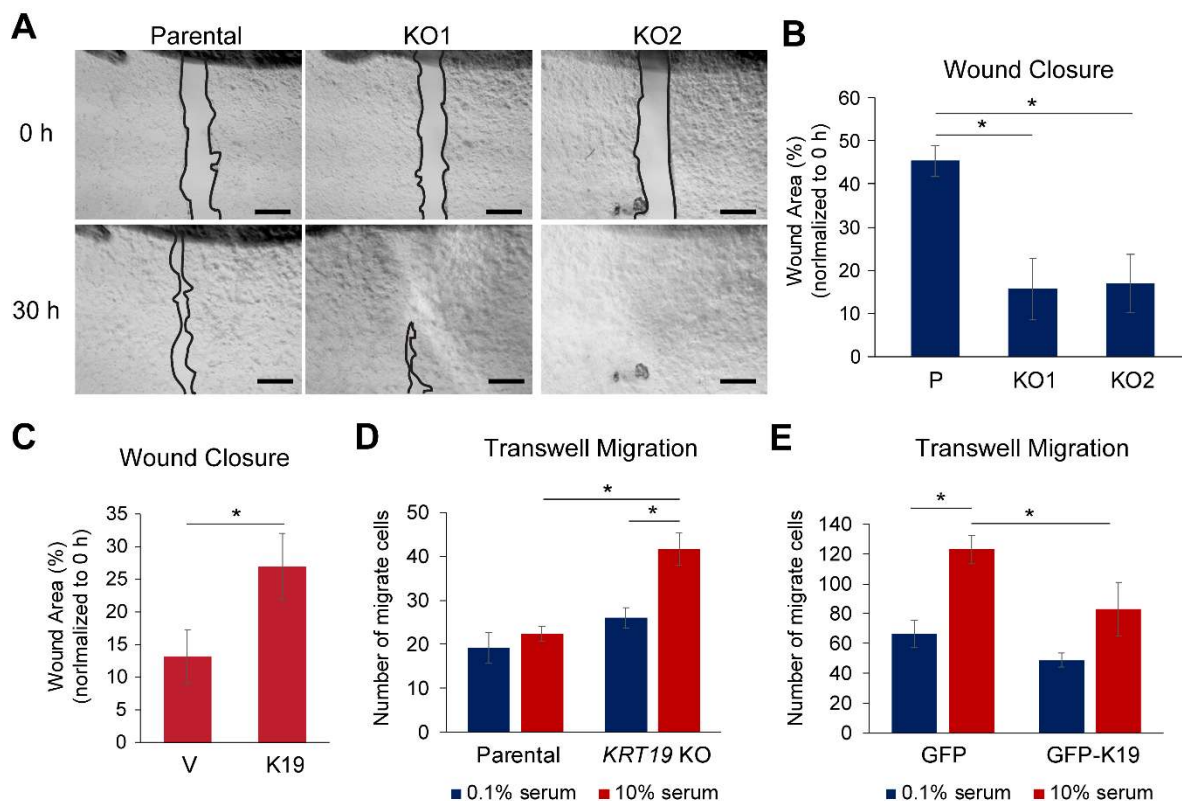 A
Parental
KO1
KO2
0 h
30 h
B
Wound Closure
Wound Area (%)
(norlmalized to 0 h)
60
50
40
30
20
10
0
*
*
P
KO1
KO2
C
Wound Closure
Wound Area (%)
(norlmalized to 0 h)
35
30
25
20
15
10
5
0
*
V
K19
D
Transwell Migration
Number of migrate cells
50
40
30
20
10
0
*
*
Parental
KRT19 KO
0.1% serum
10% serum
E
Transwell Migration
Number of migrate cells
140
120
100
80
60
40
20
0
*
*
GFP
GFP-K19
0.1% serum
10% serum